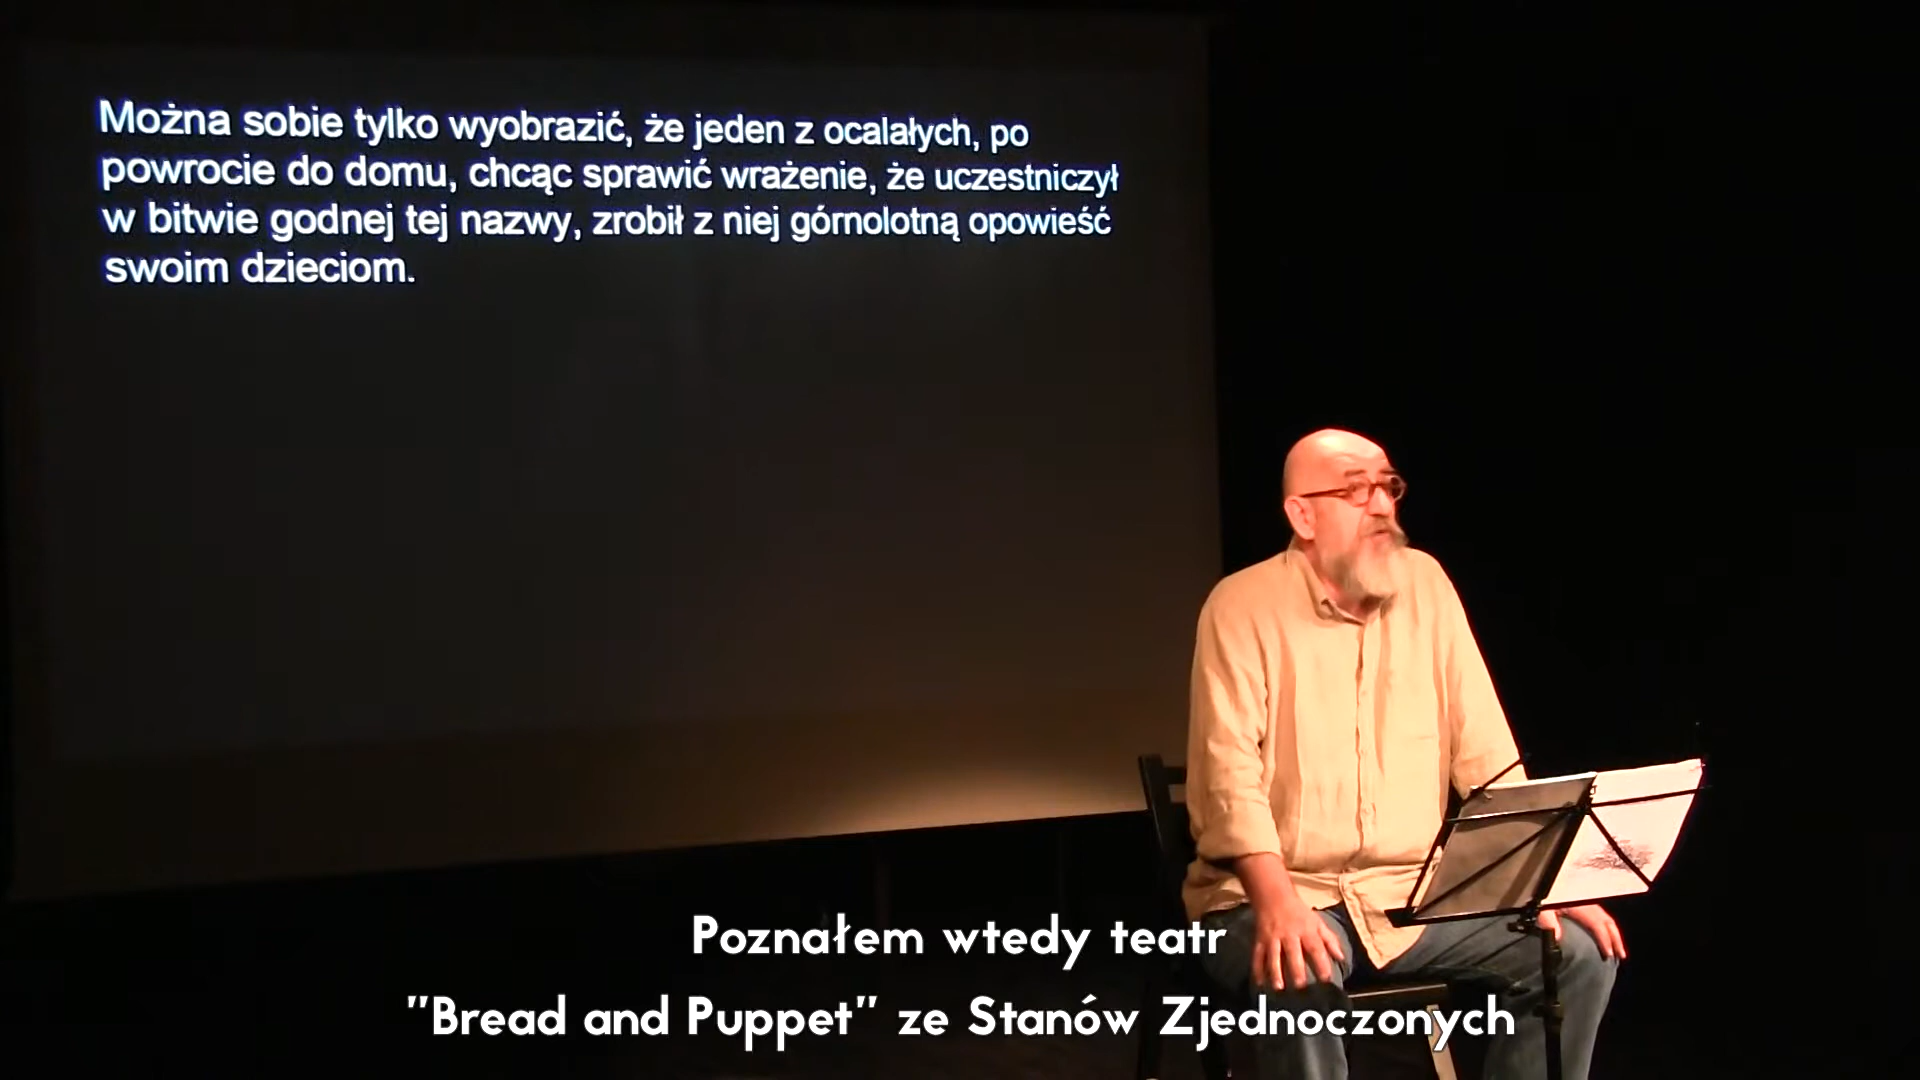 Można sobie tylko wyobrazić, że jeden z ocalałych, po
powrocie do domu, chcąc sprawić wrażenie, że uczestniczył
w bitwie godnej tej nazwy, zrobił z niej górnolotną opowieść
swoim dzieciom.
Poznałem wtedy teatr
"Bread and Puppet" ze Stanów Zjednoczonych